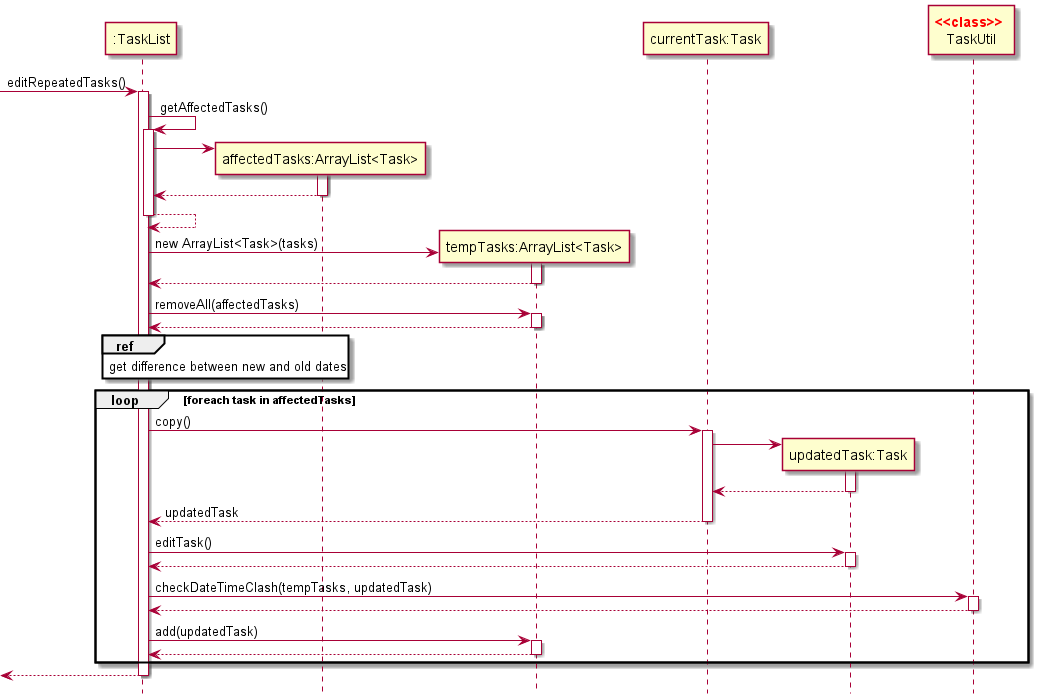 :TaskList
currentTask:Task
<<class>>
TaskUtil
editRepeatedTasks()
getAffectedTasks()
affectedTasks:ArrayList<Task>
new ArrayList<Task>(tasks)
tempTasks:ArrayList<Task>
removeAll(affectedTasks)
ref
get difference between new and old dates
loop [foreach task in affectedTasks]
copy()
updatedTask:Task
updatedTask
editTask()
checkDateTimeClash(tempTasks, updatedTask)
add(updatedTask)